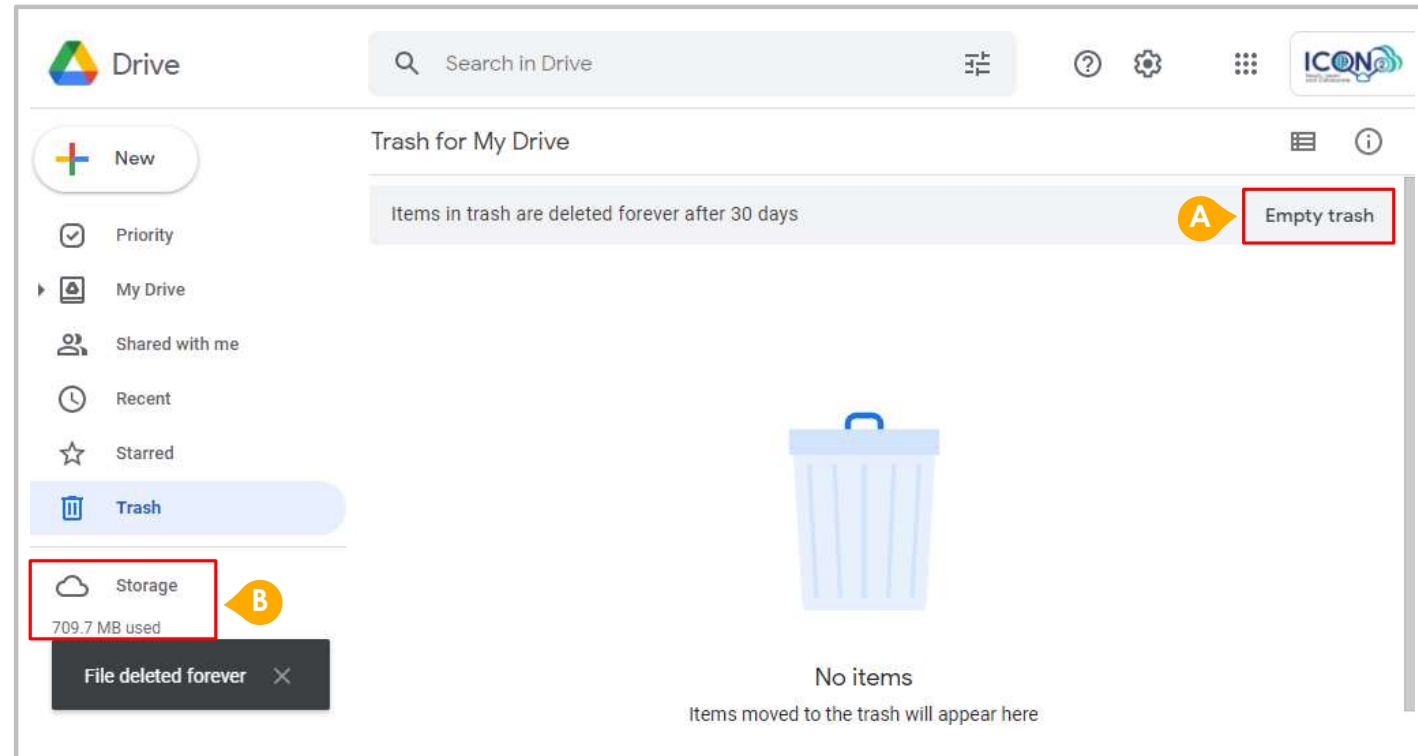 Drive
Search in Drive
ICON
New
Trash for My Drive
Items in trash are deleted forever after 30 days
A
Empty trash
Priority
My Drive
Shared with me
Recent
Starred
Trash
Storage
B
709.7 MB used
File deleted forever
No items
Items moved to the trash will appear here